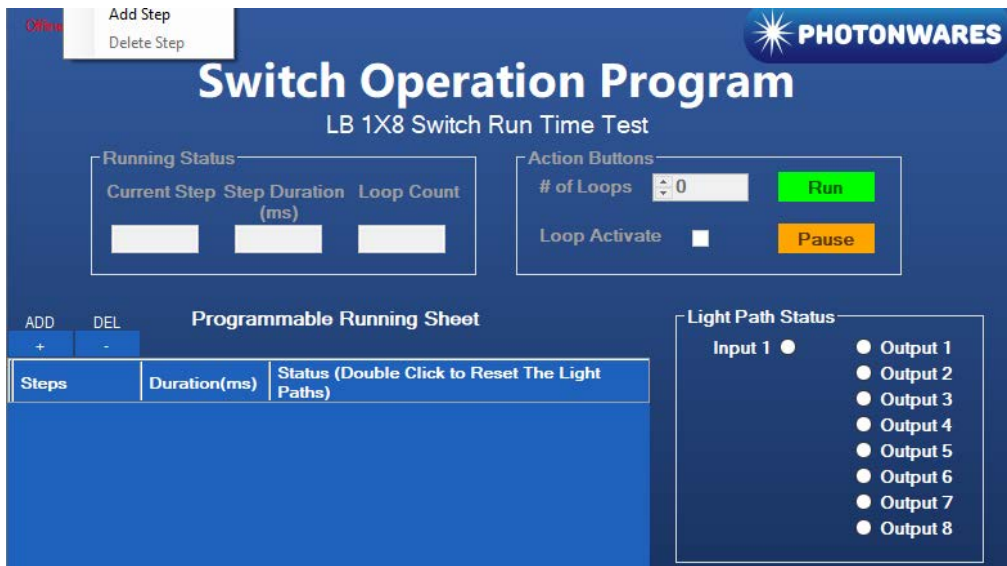 Add Step
Delete Step
PHOTONWARES
Switch Operation Program
LB 1X8 Switch Run Time Test
Running Status
Current Step Step Duration (ms) Loop Count
Action Buttons
# of Loops 0 Run
Loop Activate Pause
ADD DEL Programmable Running Sheet
+ -
Steps Duration(ms) Status (Double Click to Reset The Light
Paths)
Light Path Status
Input 1 Output 1
Output 2
Output 3
Output 4
Output 5
Output 6
Output 7
Output 8